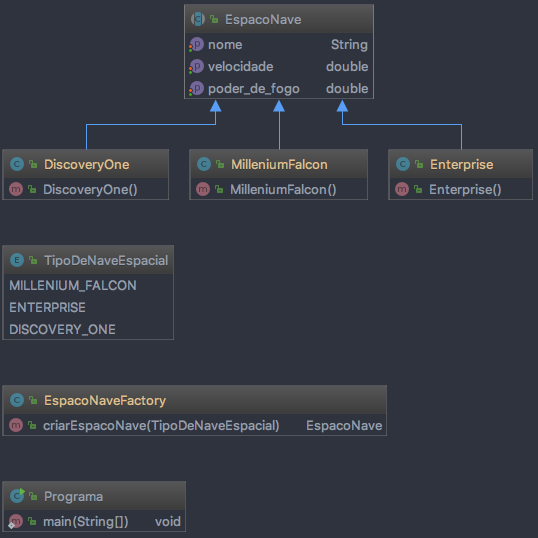 EspacoNave
nome String
velocidade double
poder_de_fogo double
DiscoveryOne
DiscoveryOne()
MilleniumFalcon
MilleniumFalcon()
Enterprise
Enterprise()
TipoDeNaveEspacial
MILLENIUM_FALCON
ENTERPRISE
DISCOVERY_ONE
EspacoNaveFactory
criarEspacoNave(TipoDeNaveEspacial) EspacoNave
Programa
main(String[]) void